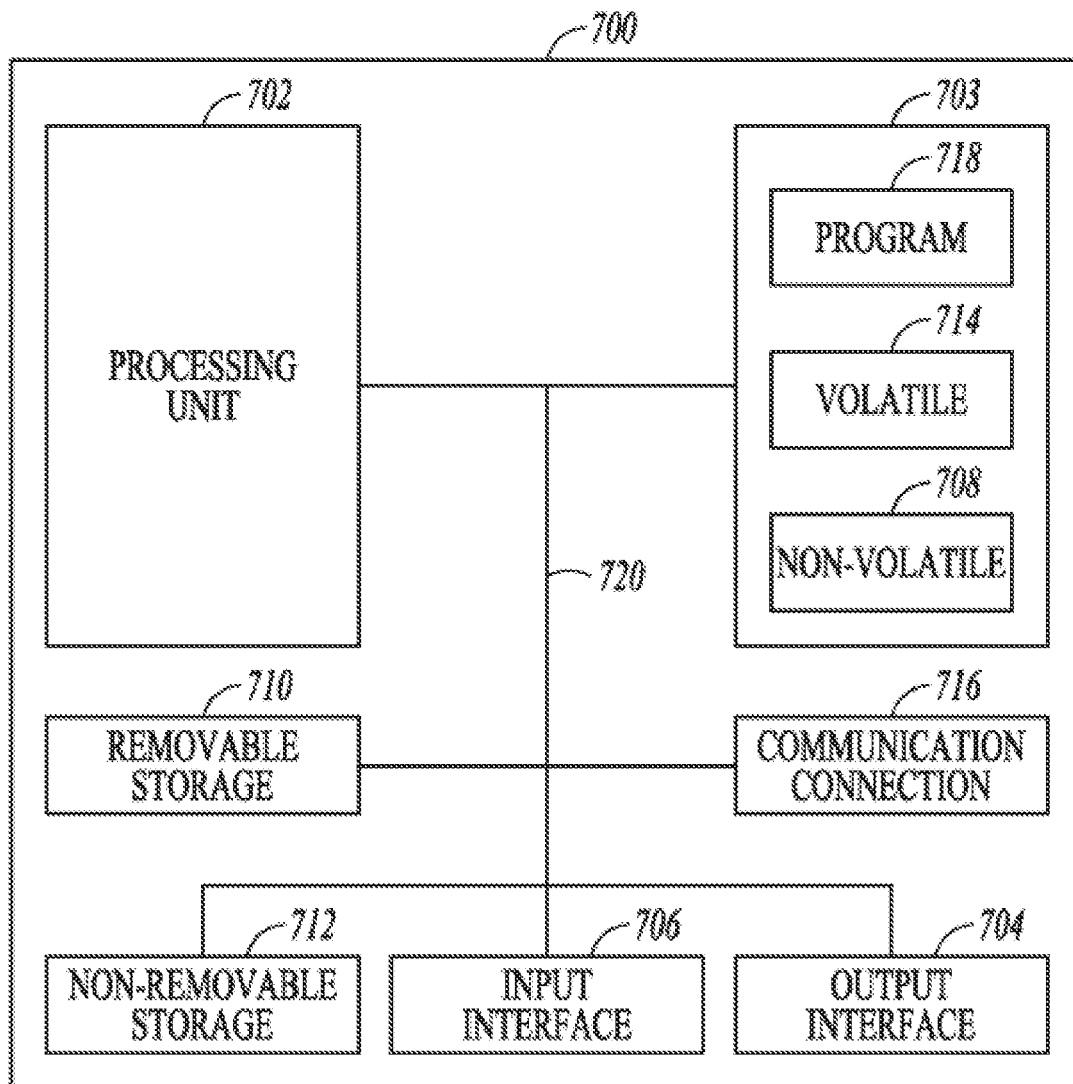 700
702
703
718
PROGRAM
714
VOLATILE
708
NON-VOLATILE
PROCESSING
UNIT
720
710
REMOVABLE
STORAGE
716
COMMUNICATION
CONNECTION
712
NON-REMOVABLE
STORAGE
706
INPUT
INTERFACE
704
OUTPUT
INTERFACE